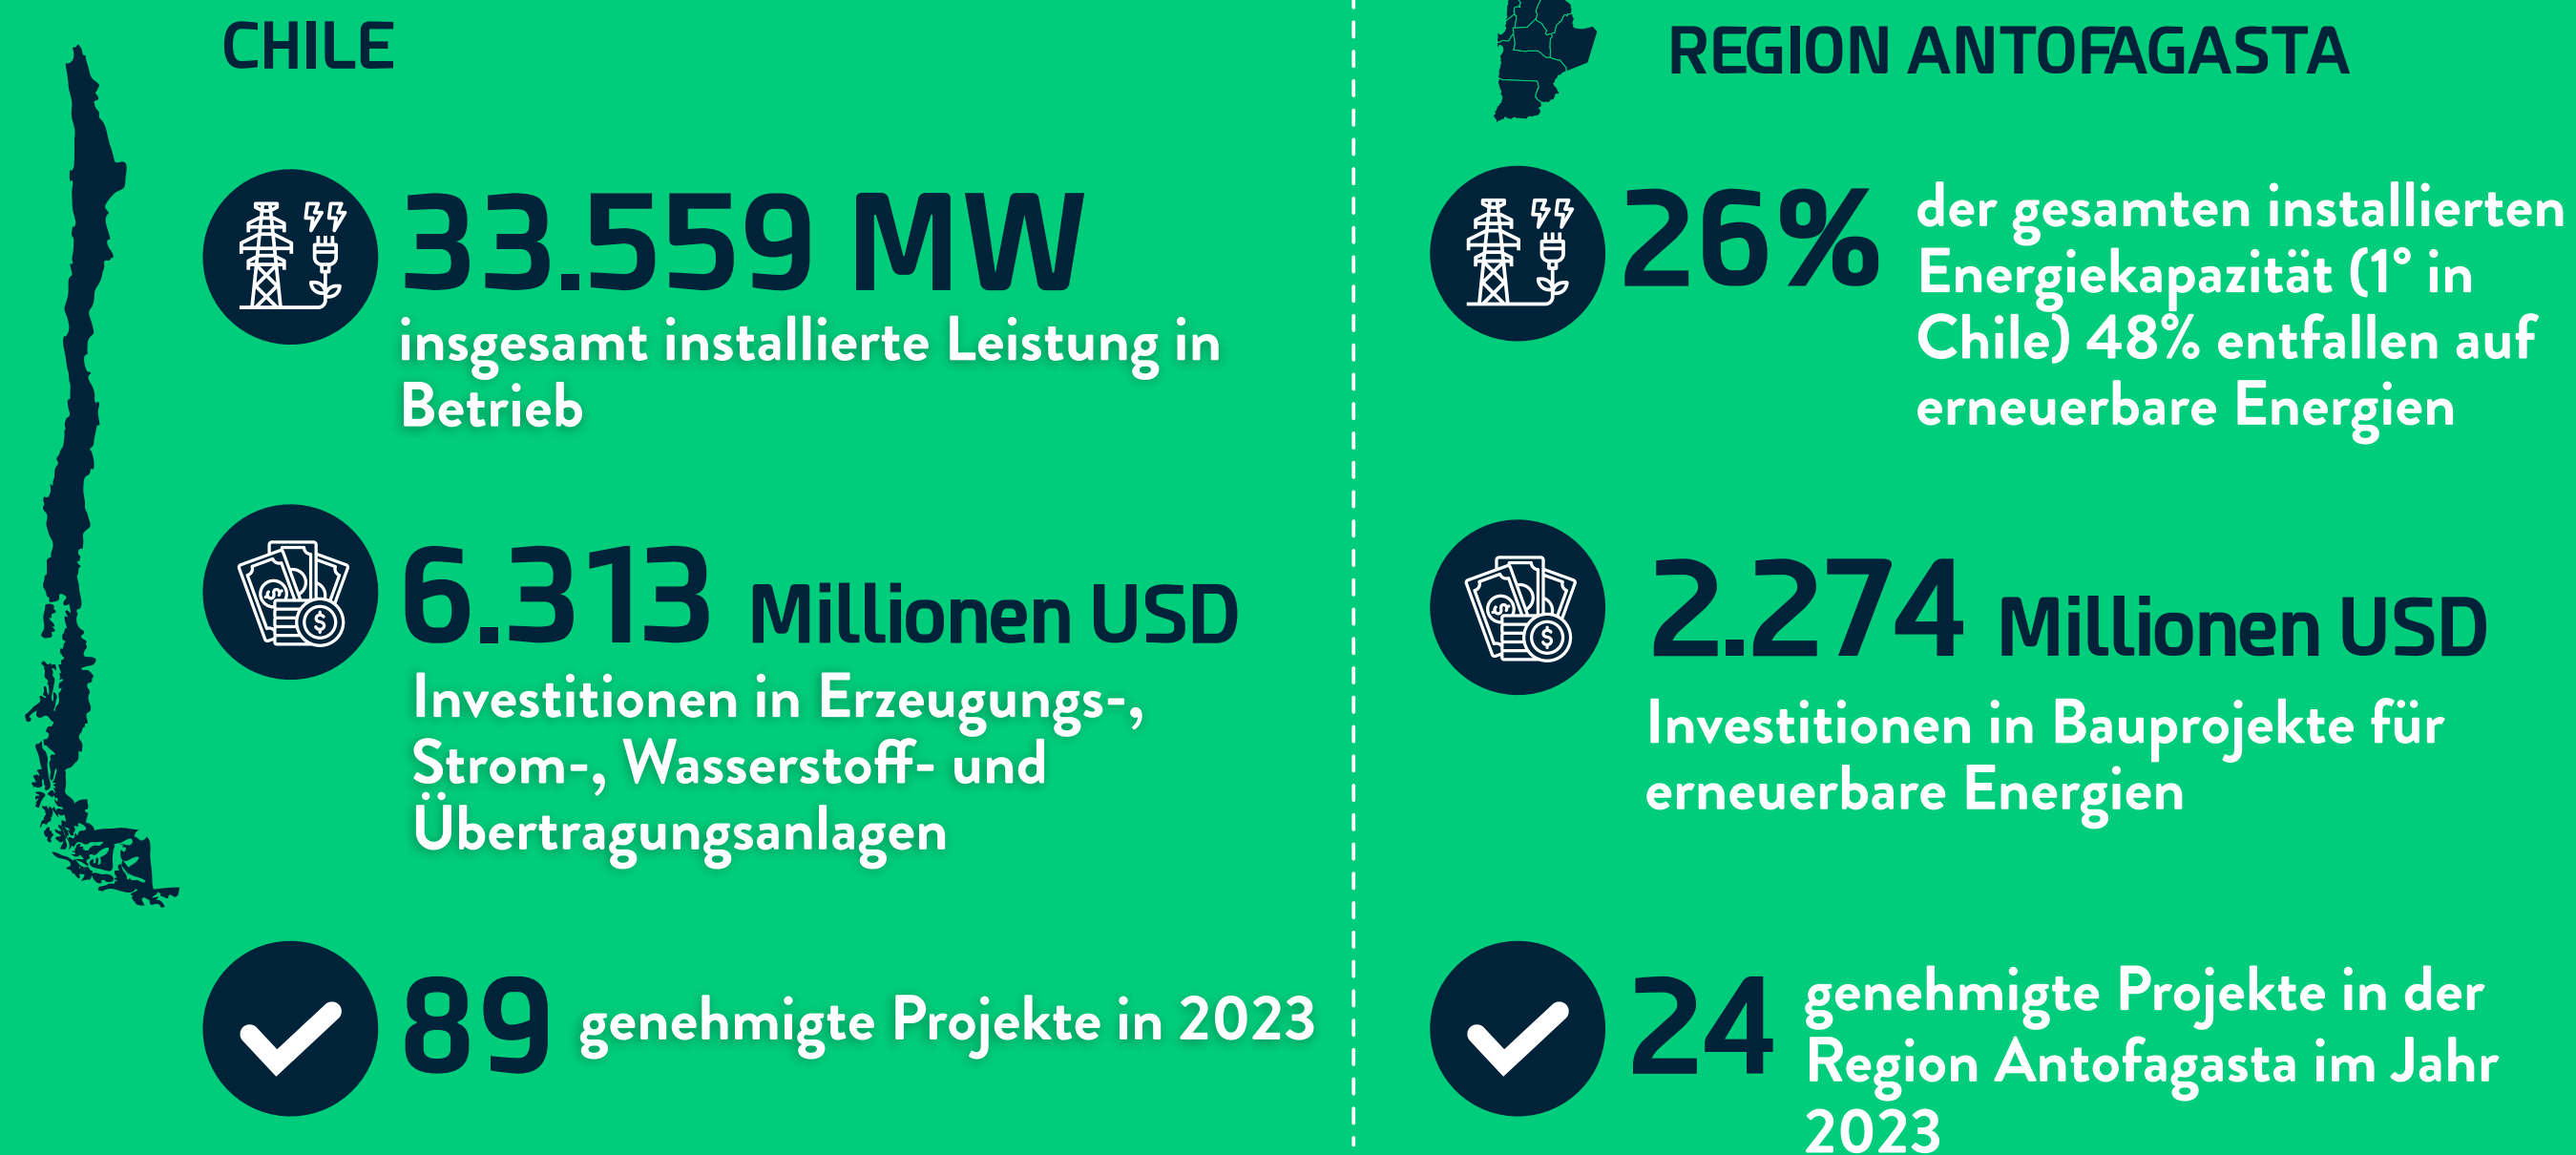 CHILE
33.559 MW
insgesamt installierte Leistung in
Betrieb
6.313 Millionen USD
Investitionen in Erzeugungs-,
Strom-, Wasserstoff- und
Übertragungsanlagen
89 genehmigte Projekte in 2023
REGION ANTOFAGASTA
26%
der gesamten installierten
Energiekapazität (1° in
Chile) 48% entfallen auf
erneuerbare Energien
2.274 Millionen USD
Investitionen in Bauprojekte für
erneuerbare Energien
24
genehmigte Projekte in der
Region Antofagasta im Jahr
2023